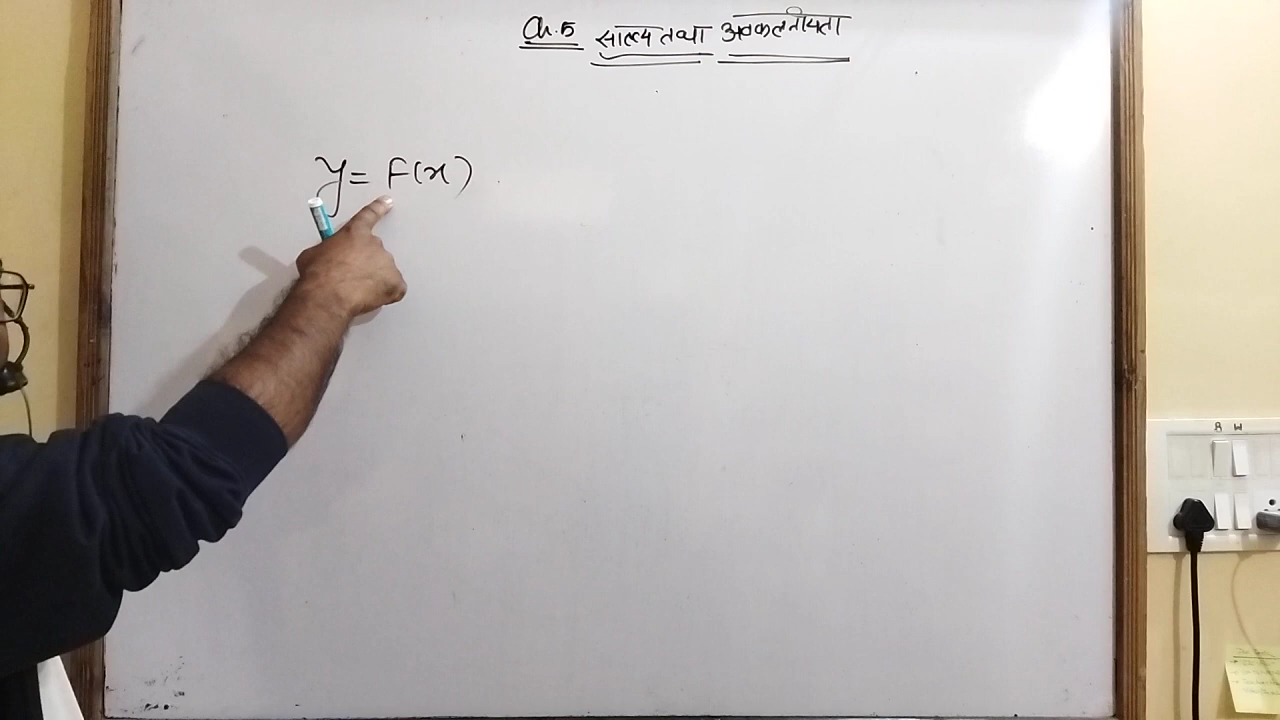 Ch.5 सातत्य तथा अवकलनीयता
y = F(x)